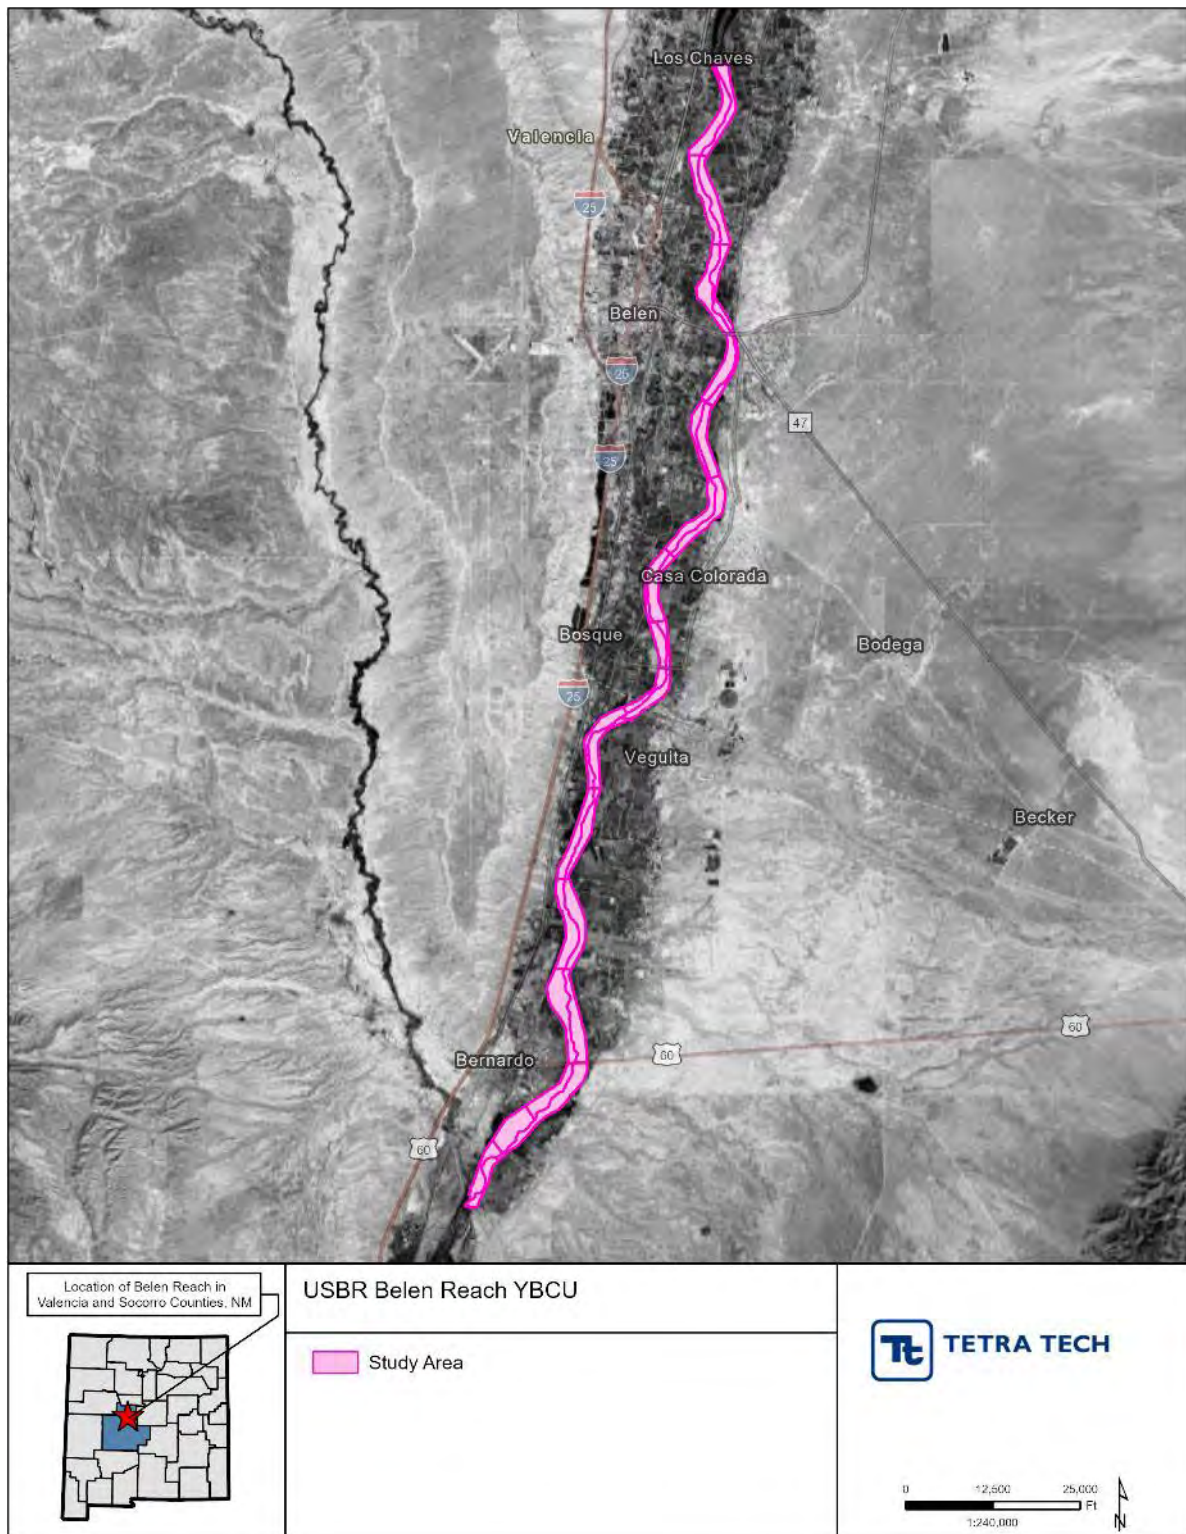 Los Chaves
Valencia
25
Belen
25
47
25
Casa Colorada
Bosque
Bodega
25
Veguita
Becker
60
60
Bernardo
60
Location of Belen Reach in
Valencia and Socorro Counties, NM
USBR Belen Reach YBCU
Study Area
Tt TETRA TECH
0 12,500 25,000
Ft
1:240,000
N